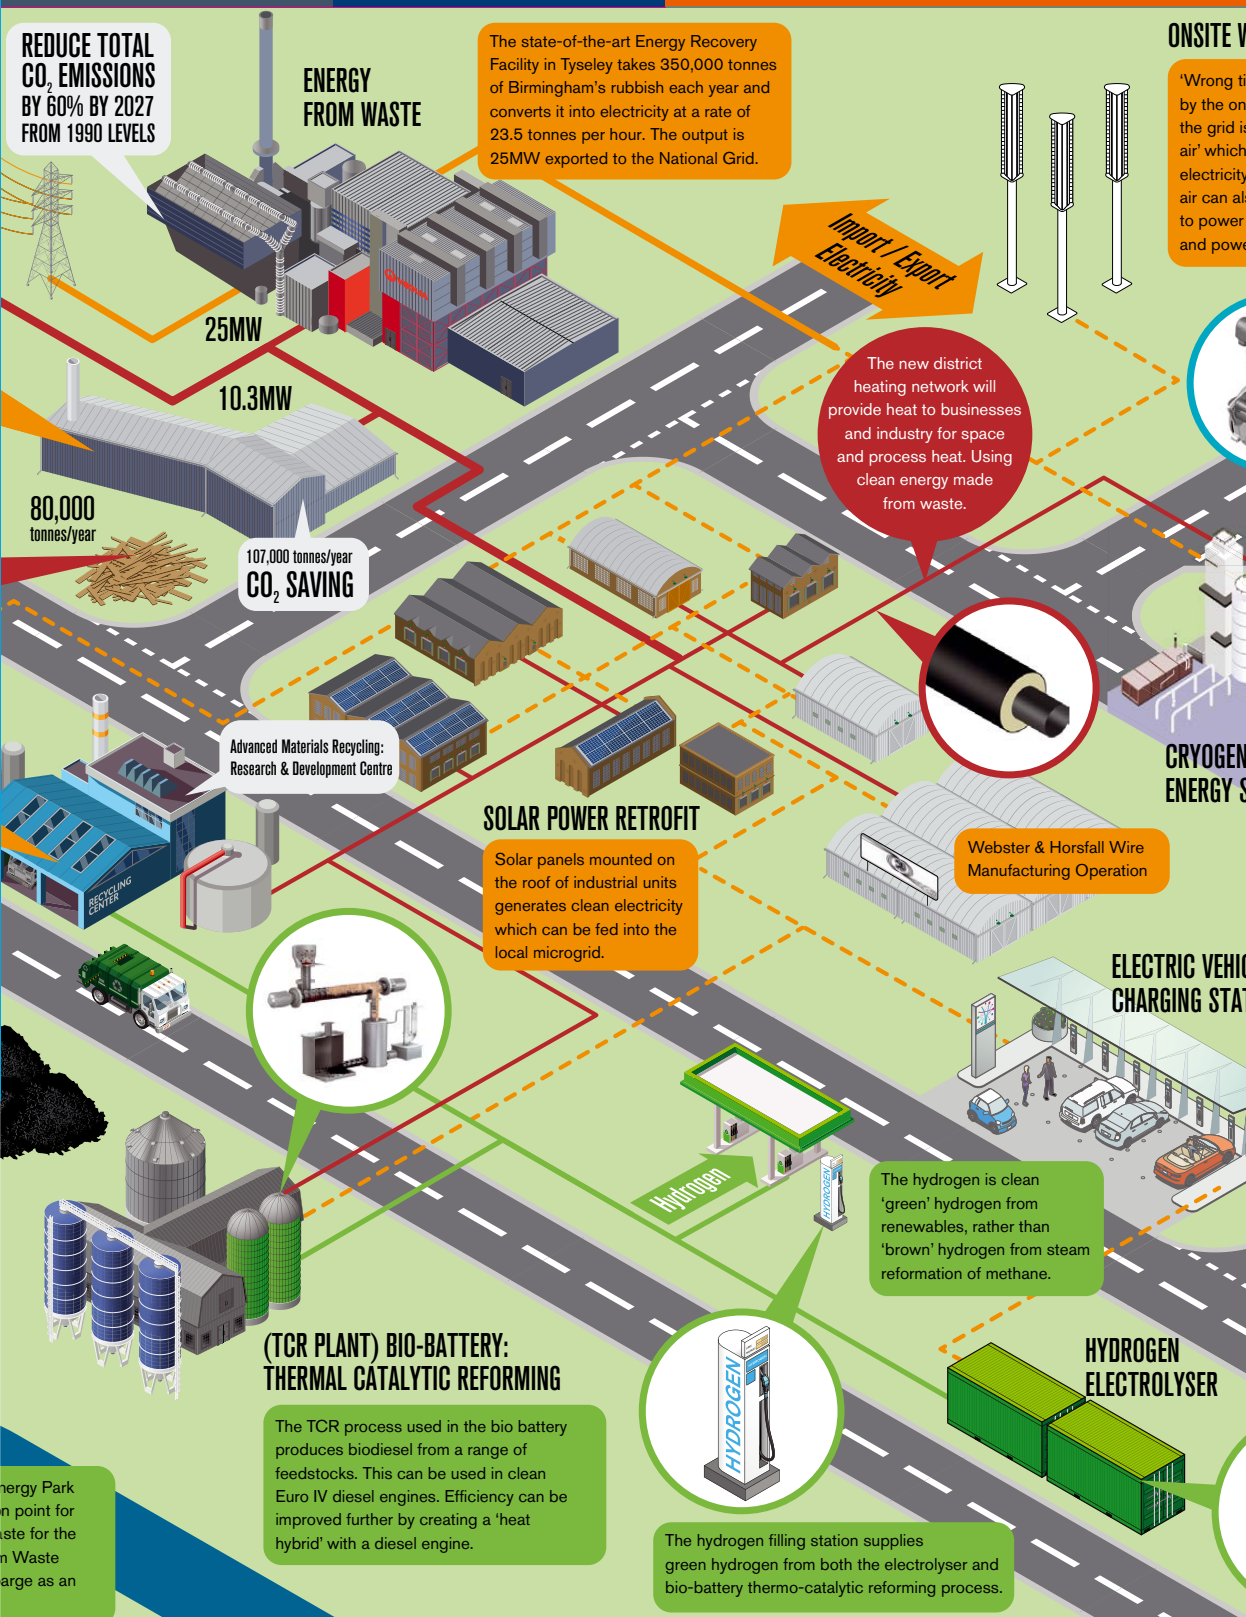 REDUCE TOTAL
CO₂ EMISSIONS
BY 60% BY 2027
FROM 1990 LEVELS
ENERGY
FROM WASTE
The state-of-the-art Energy Recovery
Facility in Tyseley takes 350,000 tonnes
of Birmingham's rubbish each year and
converts it into electricity at a rate of
23.5 tonnes per hour. The output is
25MW exported to the National Grid.
ONSITE
'Wrong
by the
the grid
air' which
electricity
air can
to power
and
Import / Export
Electricity
25MW
10.3MW
The new district
heating network will
provide heat to businesses
and industry for space
and process heat. Using
clean energy made
from waste.
80,000
tonnes/year
107,000 tonnes/year
CO₂ SAVING
Advanced Materials Recycling:
Research & Development Centre
RECYCLING
CENTER
SOLAR POWER RETROFIT
Solar panels mounted on
the roof of industrial units
generates clean electricity
which can be fed into the
local microgrid.
ENERGY
Webster & Horsfall Wire
Manufacturing Operation
ELECTRIC
CHARGING
Hydrogen
HYDROGEN
The hydrogen is clean
'green' hydrogen from
renewables, rather than
'brown' hydrogen from steam
reformation of methane.
(TCR PLANT) BIO-BATTERY:
THERMAL CATALYTIC REFORMING
The TCR process used in the bio battery
produces biodiesel from a range of
feedstocks. This can be used in clean
Euro IV diesel engines. Efficiency can be
improved further by creating a 'heat
hybrid' with a diesel engine.
HYDROGEN
HYDROGEN
ELECTROLYSER
The hydrogen filling station supplies
green hydrogen from both the electrolyser and
bio-battery thermo-catalytic reforming process.
Park
point for
for the
Waste
as an